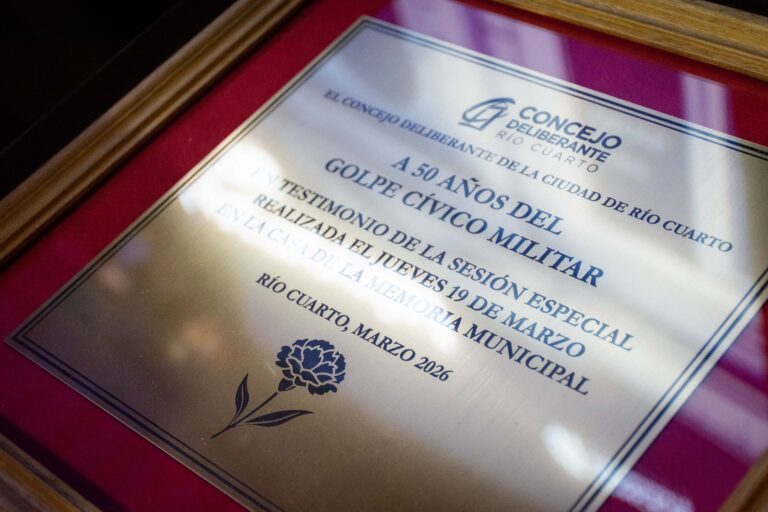 CONCEJO
DELIBERANTE
RÍO CUARTO
EL CONCEJO DELIBERANTE DE LA CIUDAD DE RÍO CUARTO
A 50 AÑOS DEL
GOLPE CÍVICO MILITAR
EN TESTIMONIO DE LA SESIÓN ESPECIAL
REALIZADA EL JUEVES 19 DE MARZO
EN LA CASA DE LA MEMORIA MUNICIPAL
RÍO CUARTO, MARZO 2026